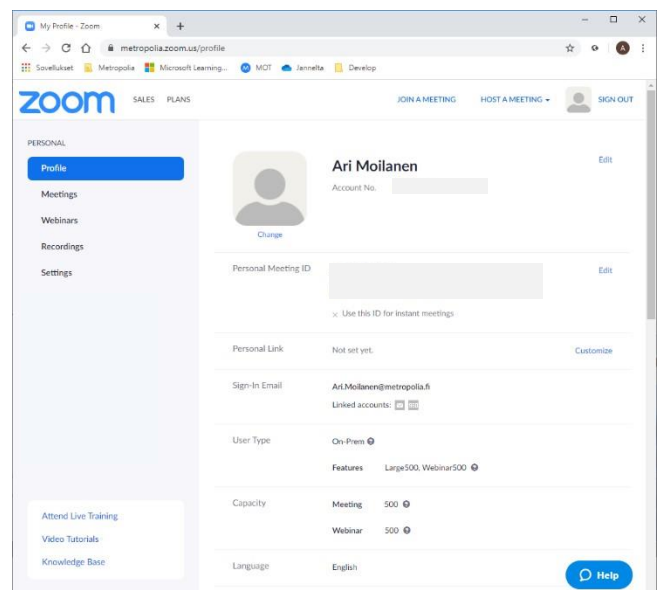 My Profile - Zoom
metropolia.zoom.us/profile
A
Sovellukset Metropolia Microsoft Learning... MOT Jannelta Develop
zoom SALES PLANS JOIN A MEETING HOST A MEETING SIGN OUT
PERSONAL
Profile
Meetings
Webinars
Recordings
Settings
Attend Live Training
Video Tutorials
Knowledge Base
Change
Ari Moilanen Edit
Account No.
Personal Meeting ID Edit
× Use this ID for instant meetings
Personal Link Not set yet. Customize
Sign-In Email Ari.Moilanen@metropolia.fi
Linked accounts:
User Type On-Prem
Features Large500, Webinar500
Capacity Meeting 500
Webinar 500
Language English
Help